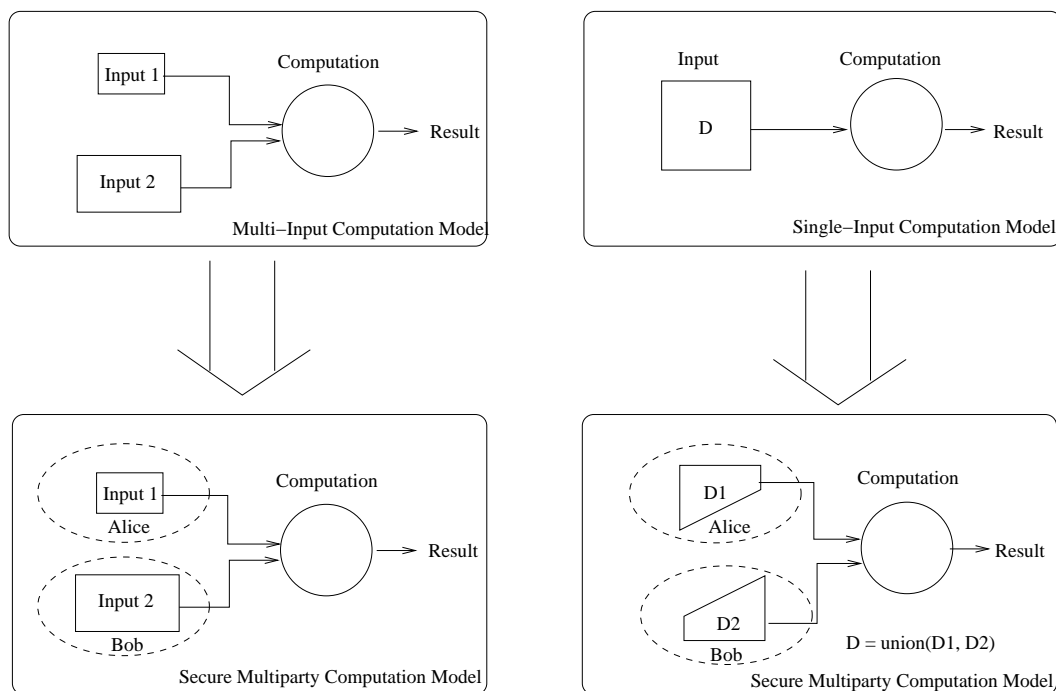 Input 1
Computation
Result
Input 2
Multi−Input Computation Model
Input
Computation
D
Result
Single−Input Computation Model
Input 1
Alice
Computation
Result
Input 2
Bob
Secure Multiparty Computation Model
D1
Alice
Computation
Result
D2
Bob
D = union(D1, D2)
Secure Multiparty Computation Model